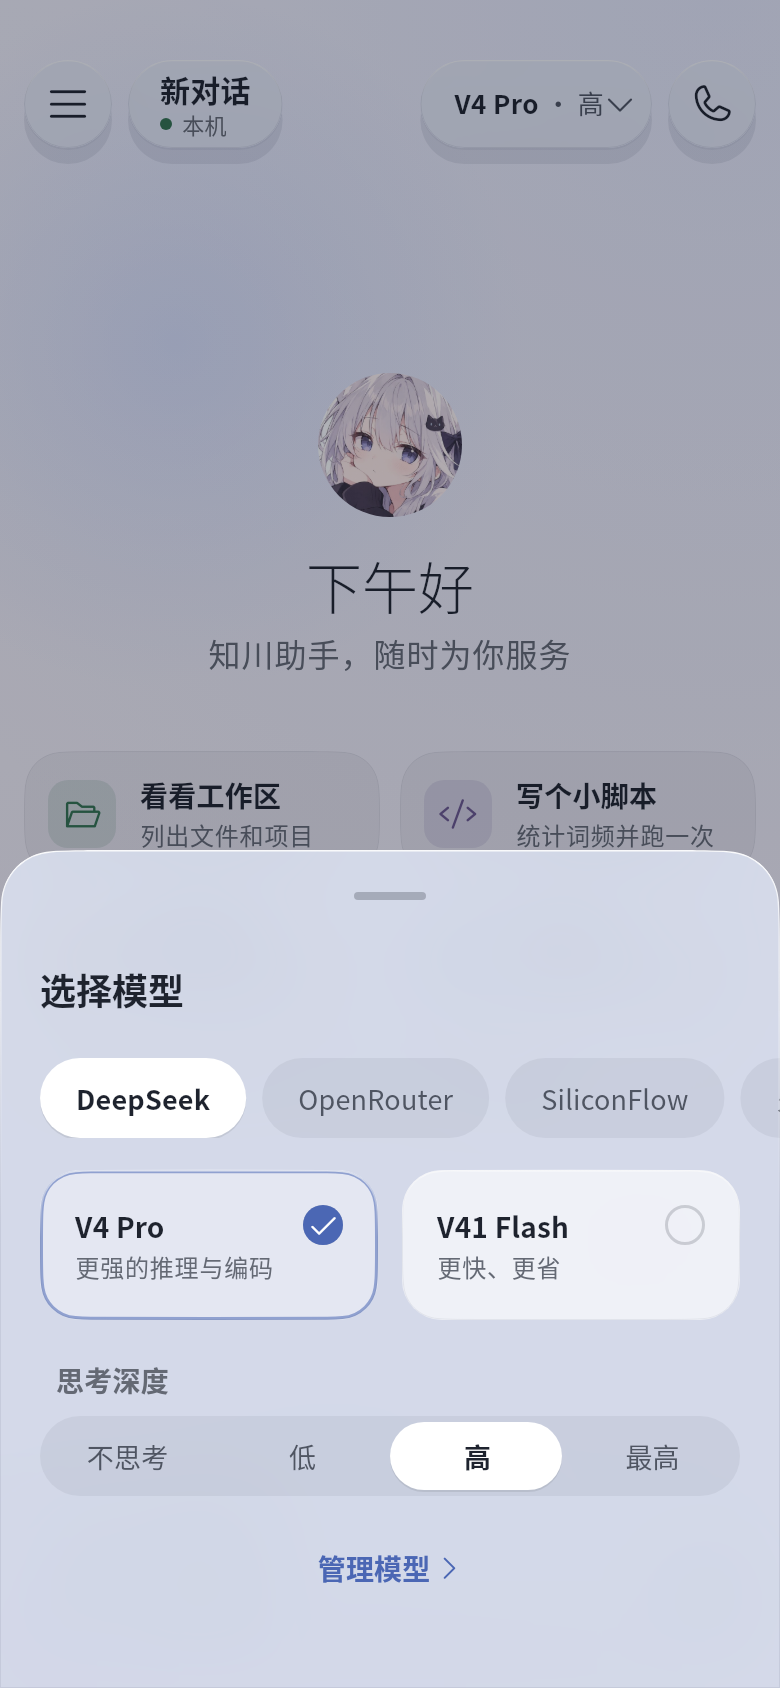 新对话
本机
V4 Pro · 高
下午好
知川助手，随时为你服务
看看工作区
列出文件和项目
写个小脚本
统计词频并跑一次
选择模型
DeepSeek
OpenRouter
SiliconFlow
V4 Pro
更强的推理与编码
V41 Flash
更快、更省
思考深度
不思考
低
高
最高
管理模型